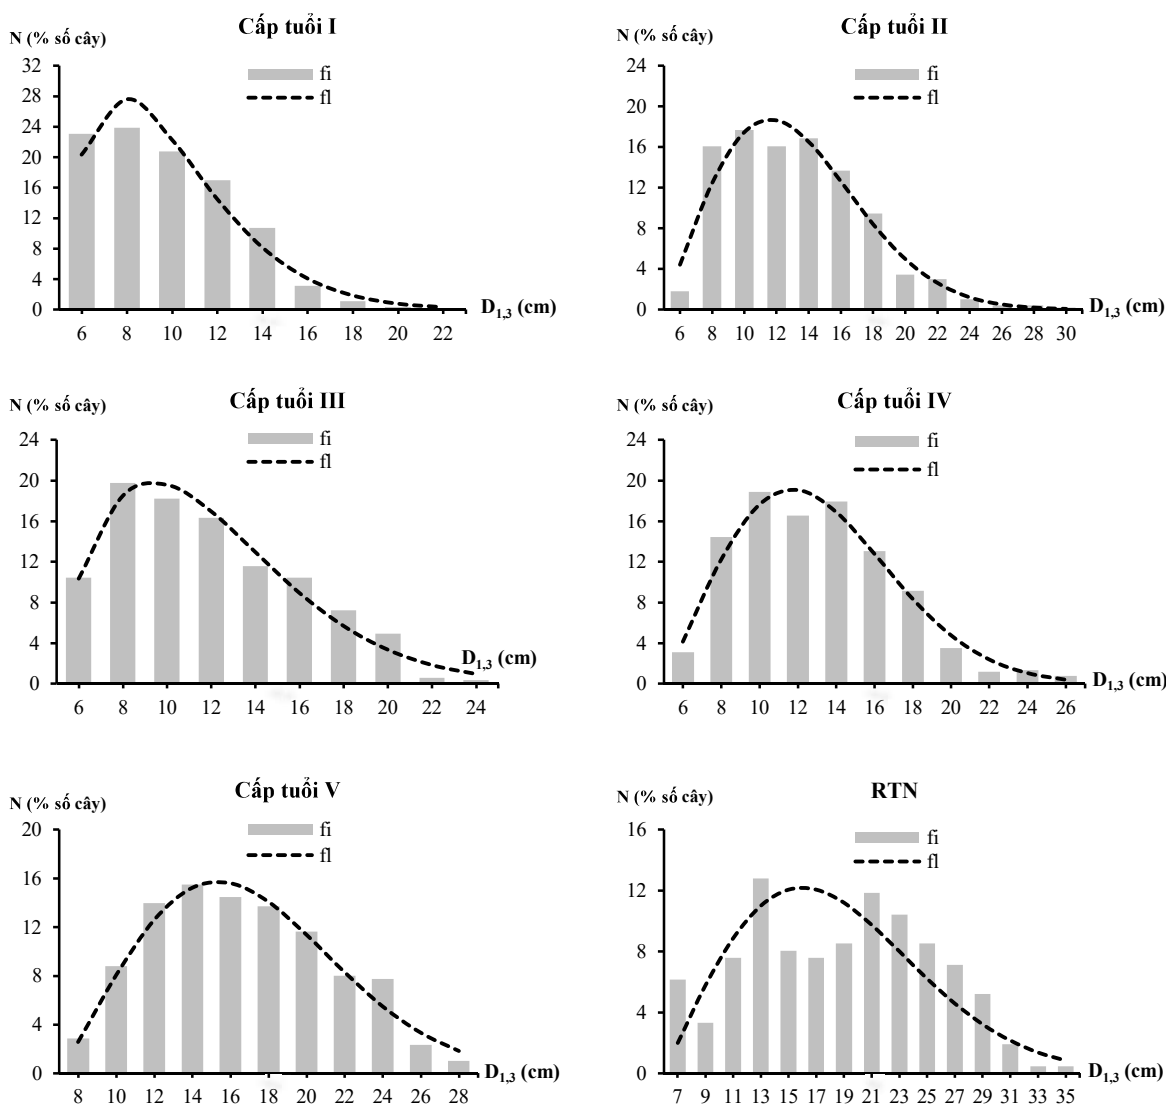 Cấp tuổi I
N (% số cây)
fi
fl
32
28
24
20
16
12
8
4
0
D1,3 (cm)
6 8 10 12 14 16 18 20 22
Cấp tuổi II
N (% số cây)
fi
fl
24
20
16
12
8
4
0
D1,3 (cm)
6 8 10 12 14 16 18 20 22 24 26 28 30
Cấp tuổi III
N (% số cây)
fi
fl
24
20
16
12
8
4
0
D1,3 (cm)
6 8 10 12 14 16 18 20 22 24
Cấp tuổi IV
N (% số cây)
fi
fl
24
20
16
12
8
4
0
D1,3 (cm)
6 8 10 12 14 16 18 20 22 24 26
Cấp tuổi V
N (% số cây)
fi
fl
20
16
12
8
4
0
D1,3 (cm)
8 10 12 14 16 18 20 22 24 26 28
RTN
N (% số cây)
fi
fl
16
12
8
4
0
D1,3 (cm)
7 9 11 13 15 17 19 21 23 25 27 29 31 33 35